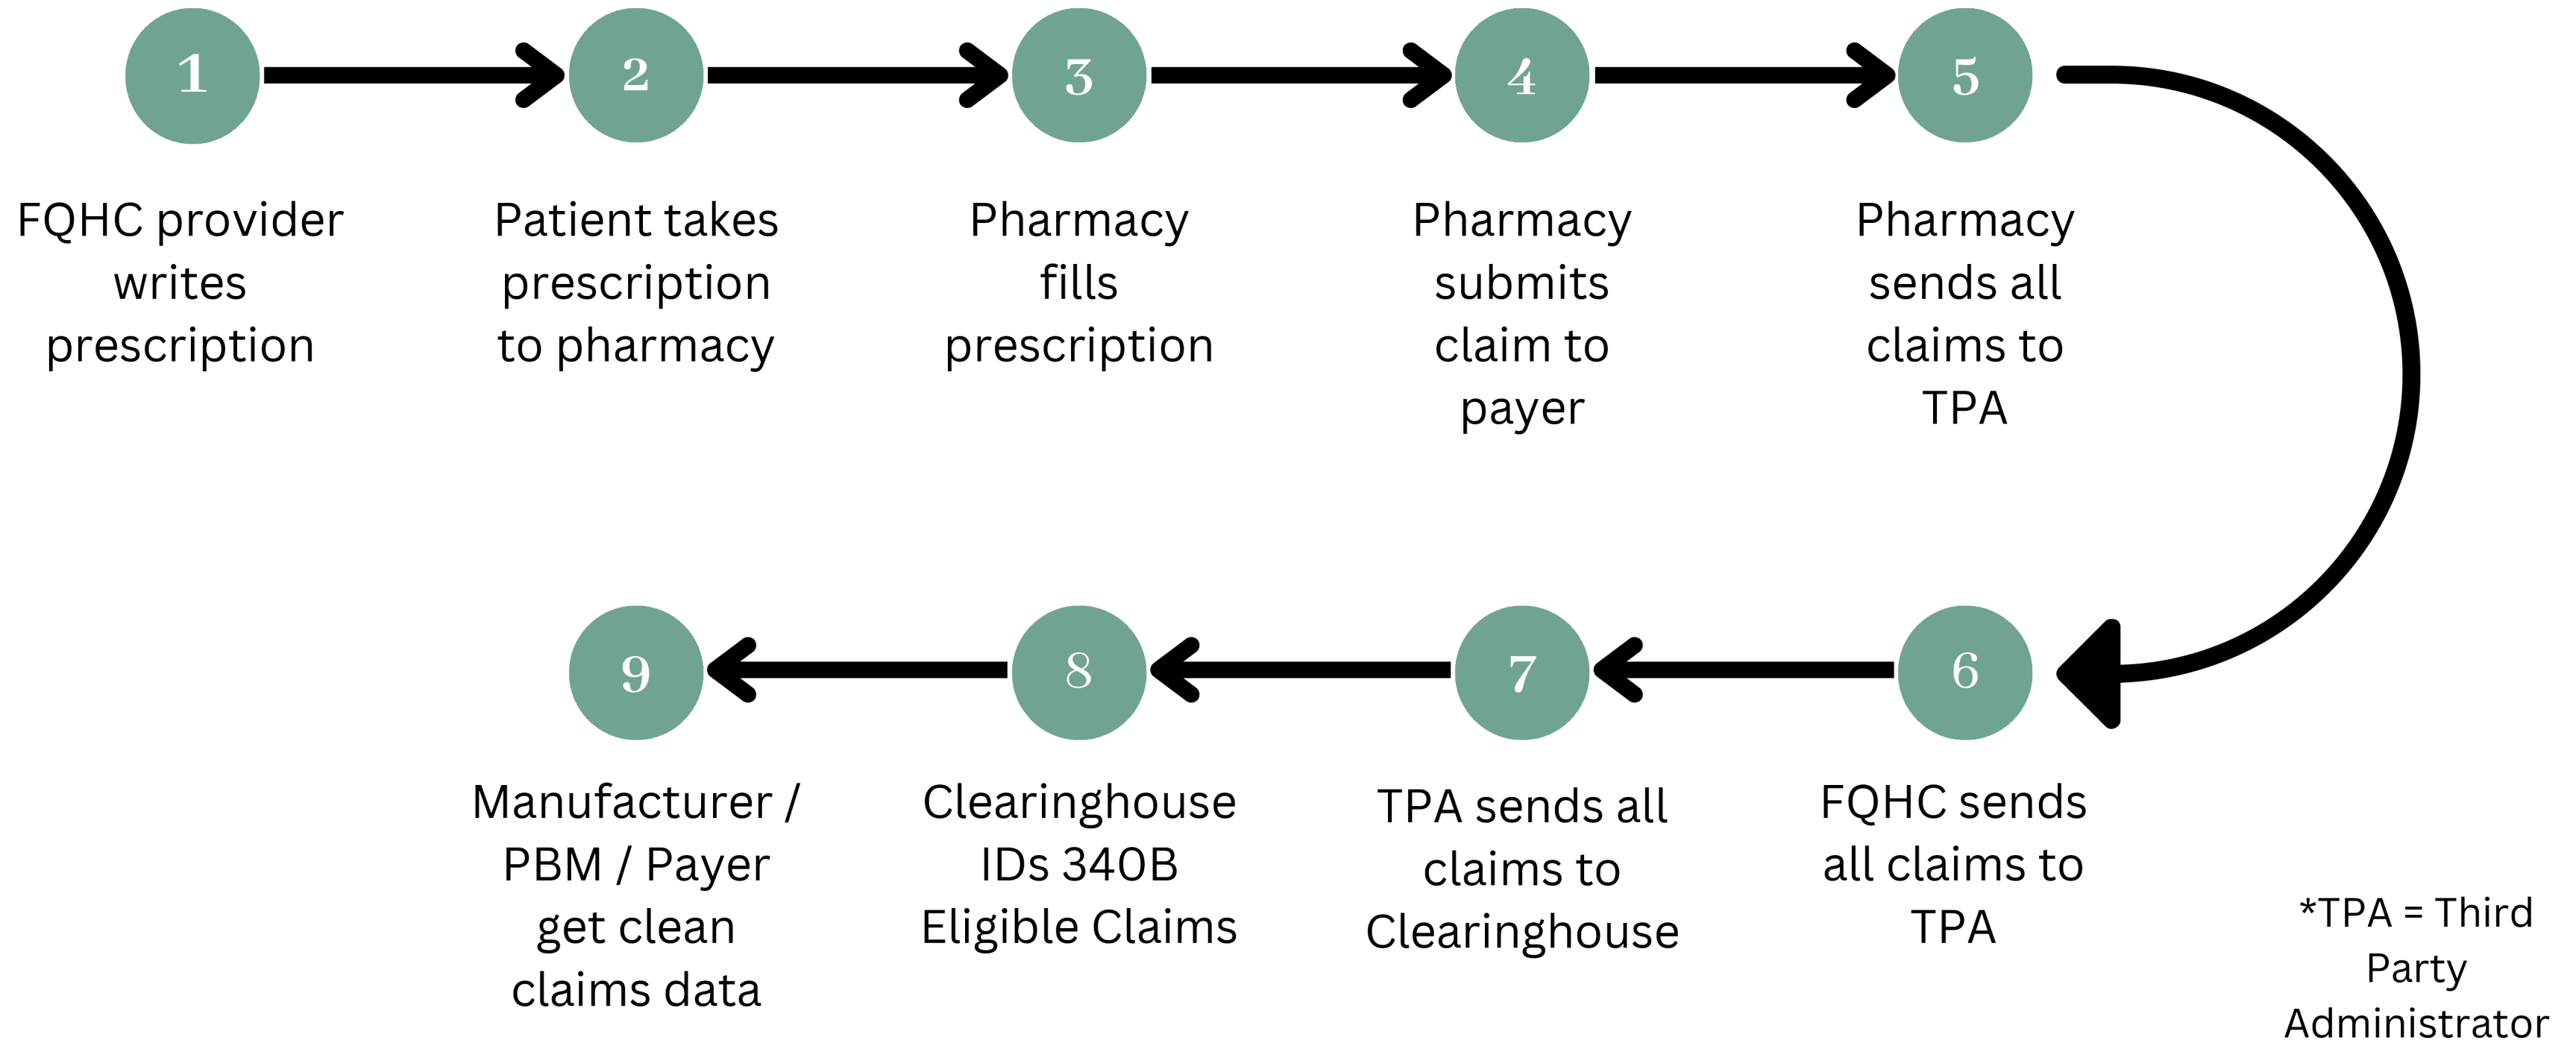 1
2
3
4
5
FQHC provider
writes
prescription
Patient takes
prescription
to pharmacy
Pharmacy
fills
prescription
Pharmacy
submits
claim to
payer
Pharmacy
sends all
claims to
TPA
6
7
8
9
FQHC sends
all claims to
TPA
TPA sends all
claims to
Clearinghouse
Clearinghouse
IDs 340B
Eligible Claims
Manufacturer /
PBM / Payer
get clean
claims data
*TPA = Third
Party
Administrator